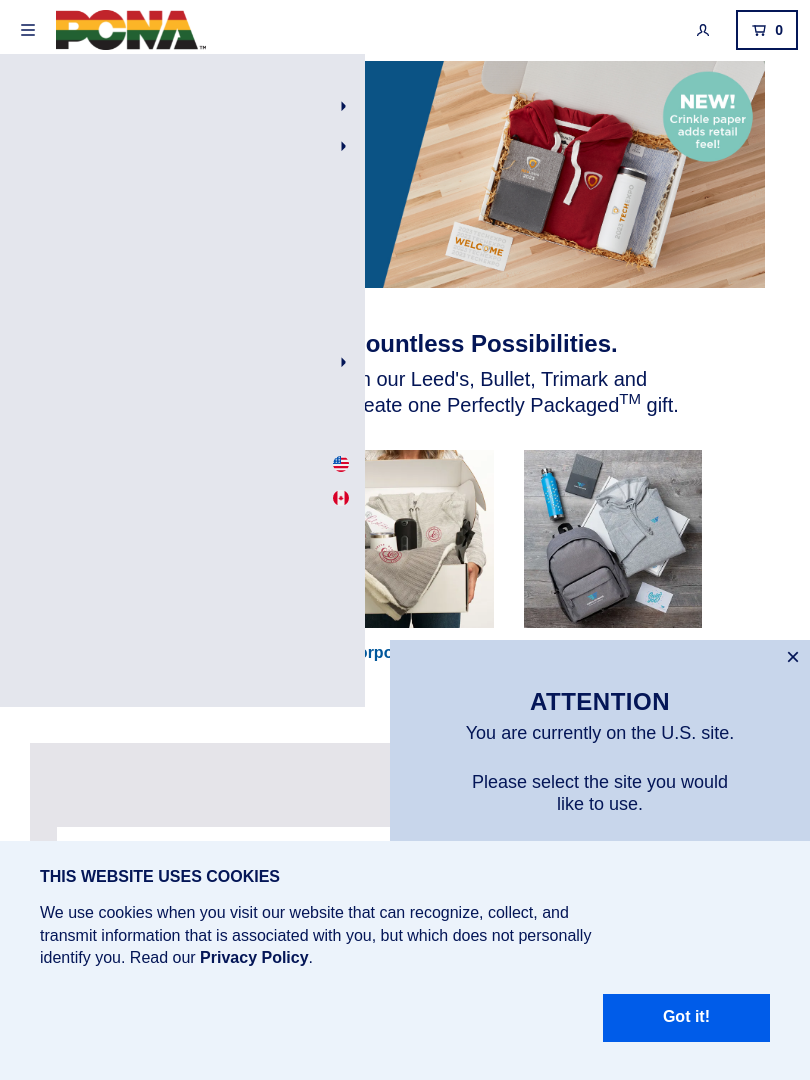 PCNA™
0
NEW!
Crinkle paper
adds retail
feel!
WELCOME
ountless Possibilities.
our Leed's, Bullet, Trimark and
eate one Perfectly Packaged™ gift.
ATTENTION
You are currently on the U.S. site.
Please select the site you would
like to use.
THIS WEBSITE USES COOKIES
We use cookies when you visit our website that can recognize, collect, and
transmit information that is associated with you, but which does not personally
identify you. Read our Privacy Policy.
Got it!